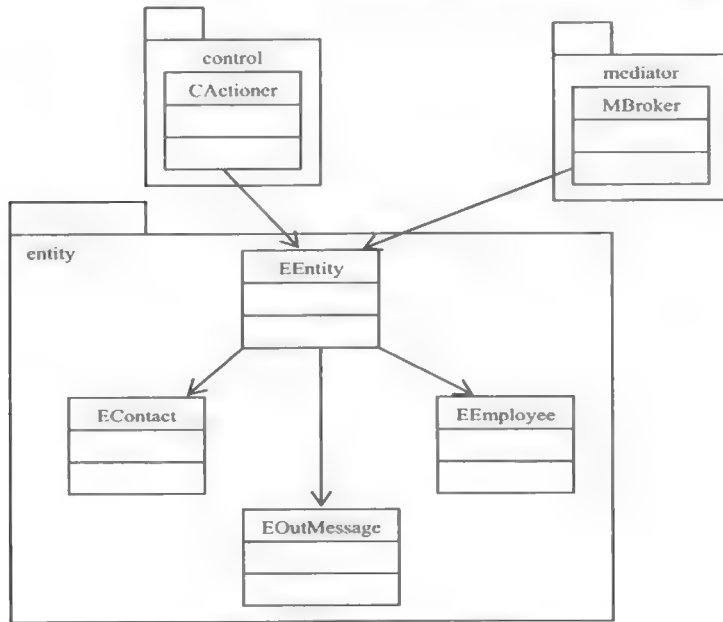 control
CActioner
mediator
MBroker
entity
EEntity
EContact
EEmployee
EOutMessage